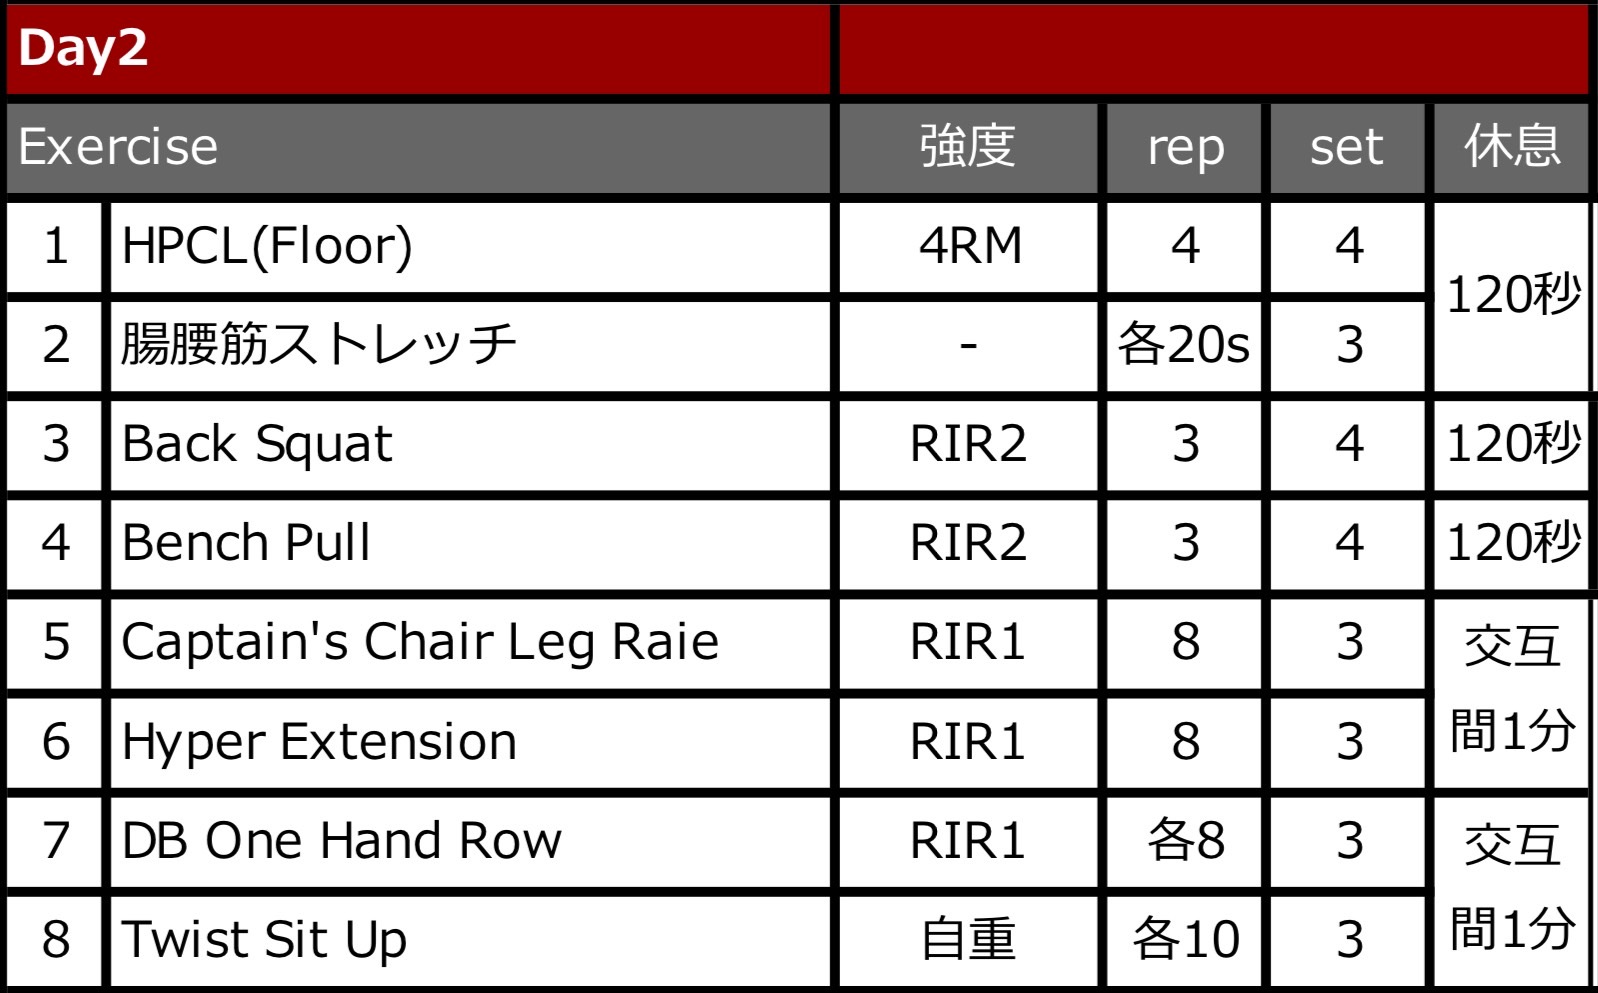 Day2
Exercise 強度 rep set 休息
1 HPCL(Floor) 4RM 4 4 120秒
2 腸腰筋ストレッチ - 各20s 3
3 Back Squat RIR2 3 4 120秒
4 Bench Pull RIR2 3 4 120秒
5 Captain's Chair Leg Raie RIR1 8 3 交互
6 Hyper Extension RIR1 8 3 間1分
7 DB One Hand Row RIR1 各8 3 交互
8 Twist Sit Up 自重 各10 3 間1分